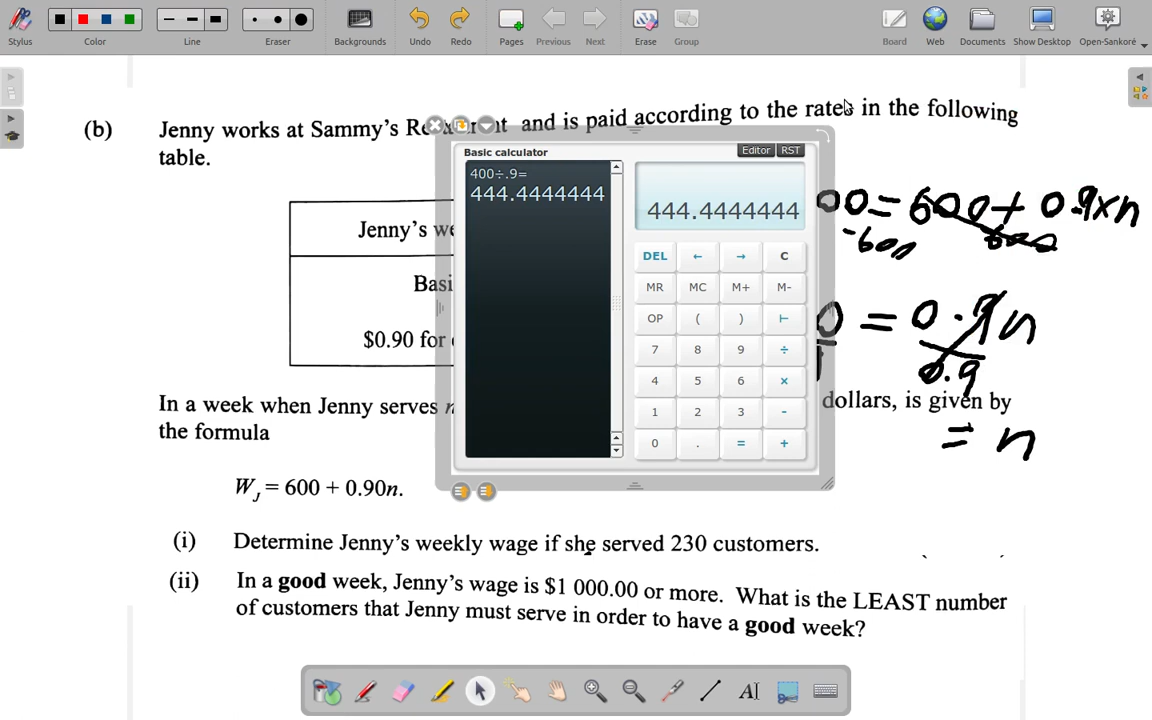 Stylus Color Line Eraser Backgrounds Undo Redo Pages Previous Next Erase Group Board Web Documents Show Desktop Open-Sankoré
(b) Jenny works at Sammy's and is paid according to the rates in the following
table.
Basic calculator Editor RST
400÷.9=
444.4444444
444.4444444
DEL ← → C
MR MC M+ M-
OP ( ) ⊢
7 8 9 ÷
4 5 6 ×
1 2 3 -
0 . = +
Jenny's
$0.90 for
00 = 600 + 0.9×n
-600 600
0 = 0.9n
0.9
= n
In a week when Jenny serves n dollars, is given by
the formula
W_J = 600 + 0.90n.
(i) Determine Jenny's weekly wage if she served 230 customers.
(ii) In a good week, Jenny's wage is $1 000.00 or more. What is the LEAST number
of customers that Jenny must serve in order to have a good week?